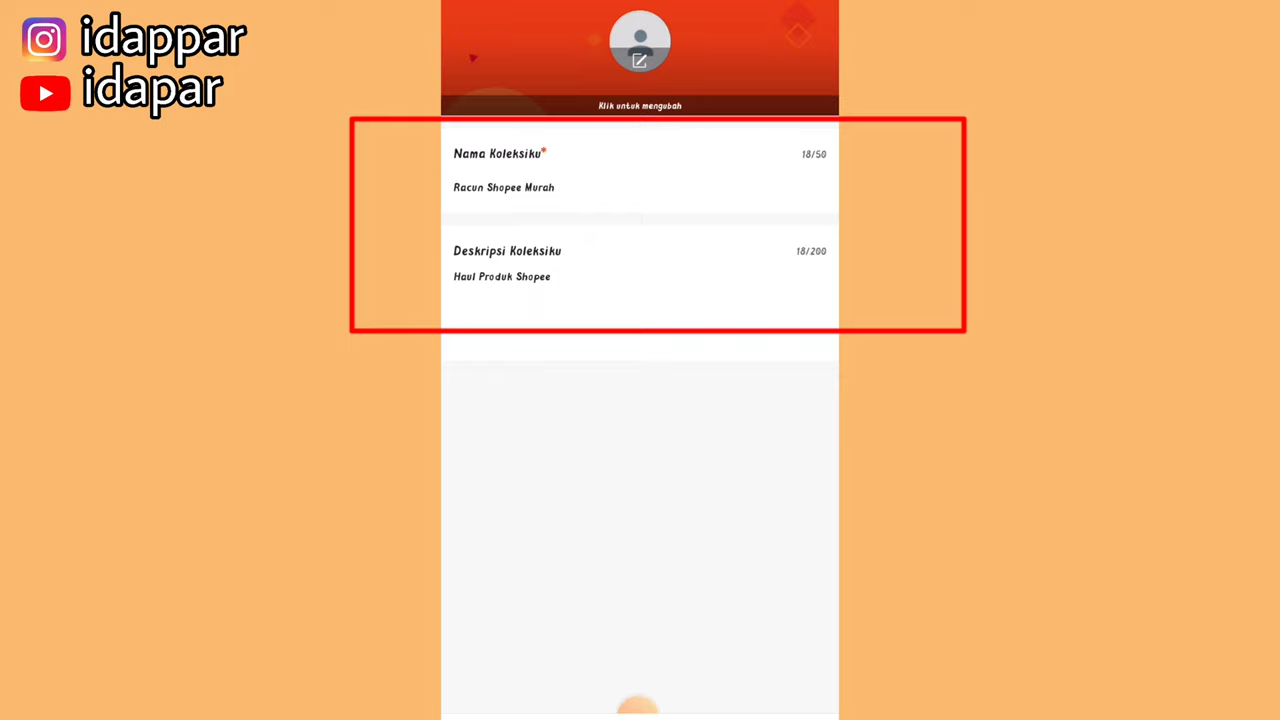 idappar
idapar
Klik untuk mengubah
Nama Koleksiku* 18/50
Racun Shopee Murah
Deskripsi Koleksiku 18/200
Haul Produk Shopee